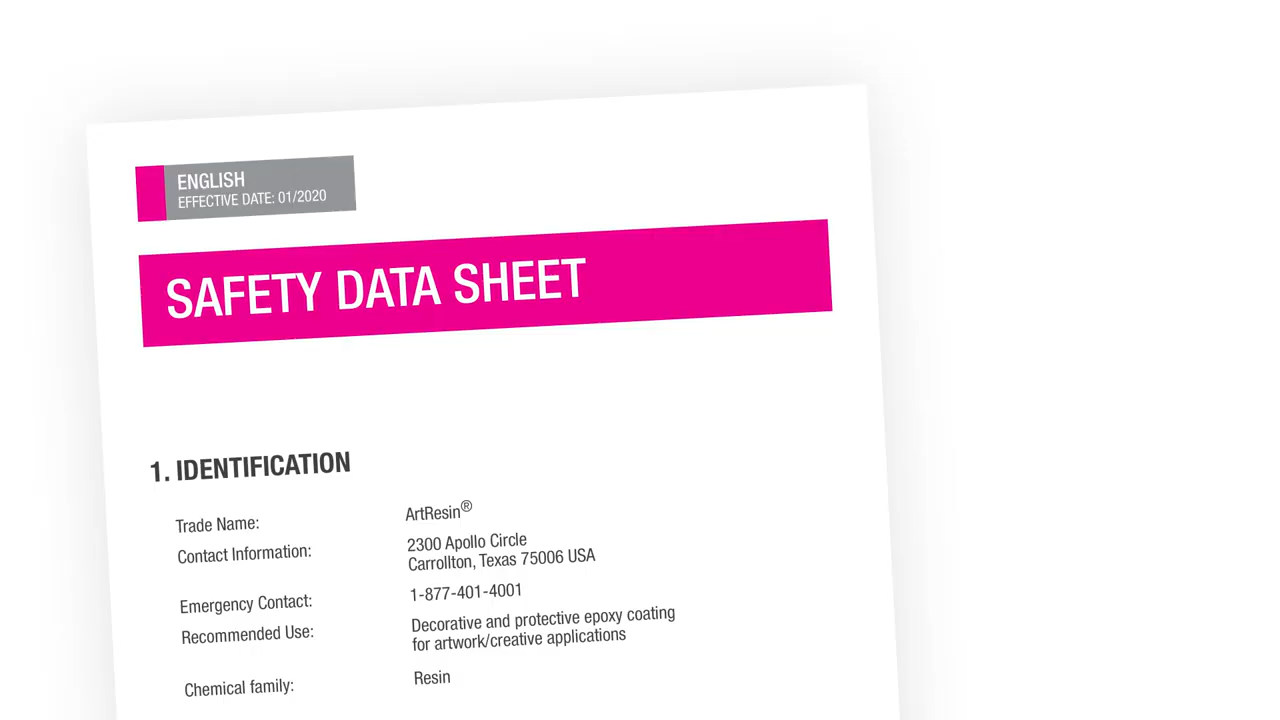 ENGLISH
EFFECTIVE DATE: 01/2020
SAFETY DATA SHEET
1. IDENTIFICATION
Trade Name: ArtResin®
Contact Information: 2300 Apollo Circle
Carrollton, Texas 75006 USA
Emergency Contact: 1-877-401-4001
Recommended Use: Decorative and protective epoxy coating
for artwork/creative applications
Chemical family: Resin